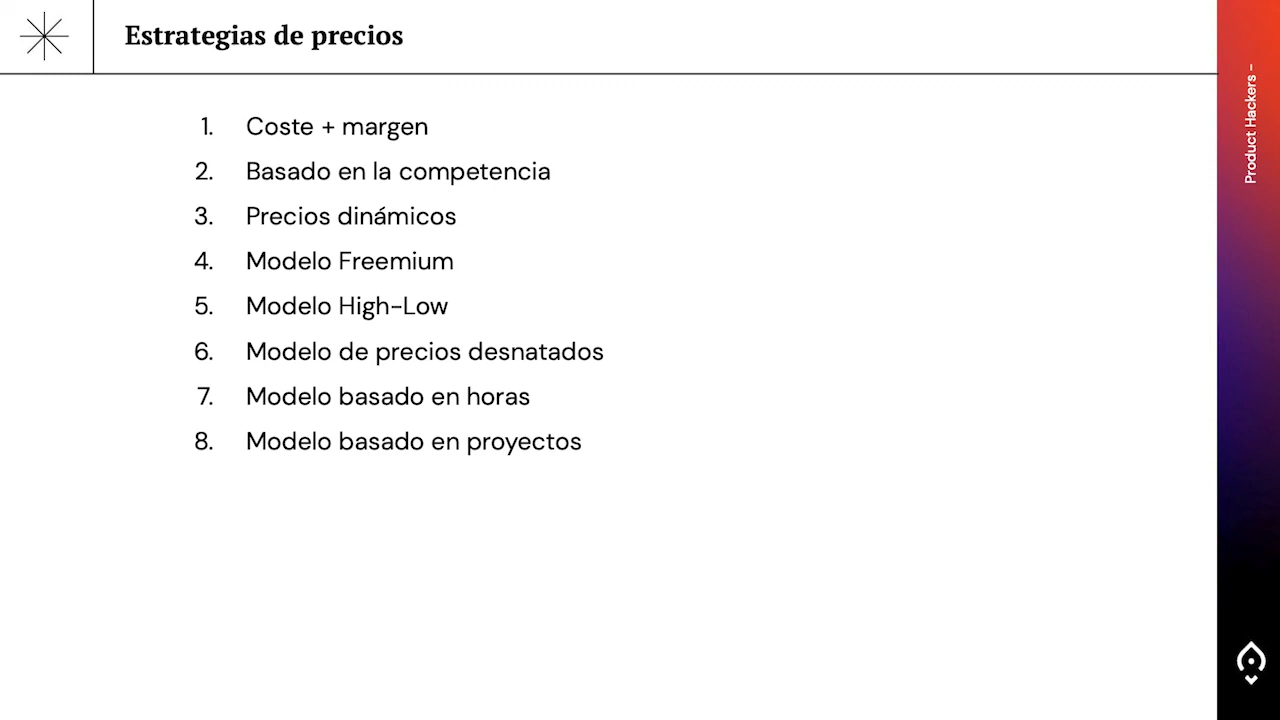 Estrategias de precios
1. Coste + margen
2. Basado en la competencia
3. Precios dinámicos
4. Modelo Freemium
5. Modelo High-Low
6. Modelo de precios desnatados
7. Modelo basado en horas
8. Modelo basado en proyectos
Product Hackers –